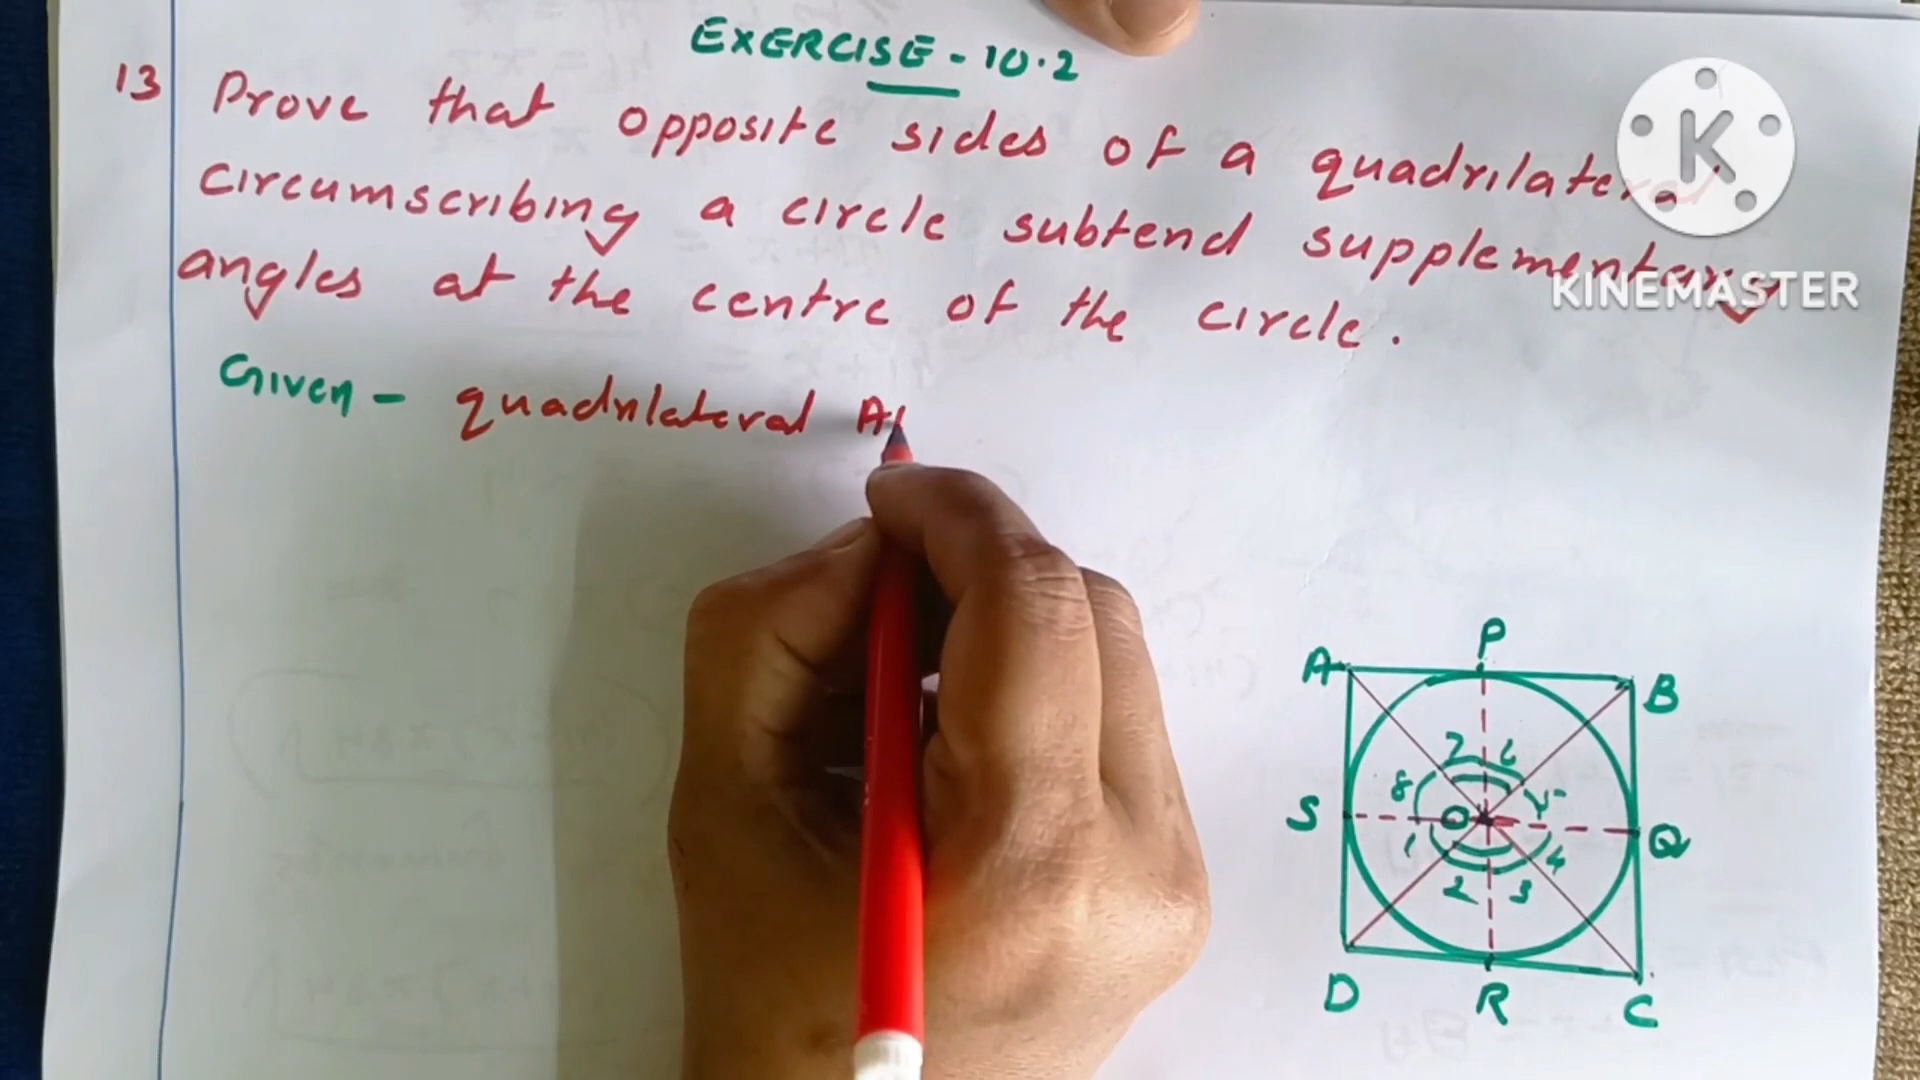 EXERCISE - 10.2
13 Prove that opposite sides of a quadrilateral
circumscribing a circle subtend supplementary
angles at the centre of the circle.
Given - quadrilateral A
K
KINEMASTER
P
A B
7 6
8 5
S O Q
1 4
2 3
D R C